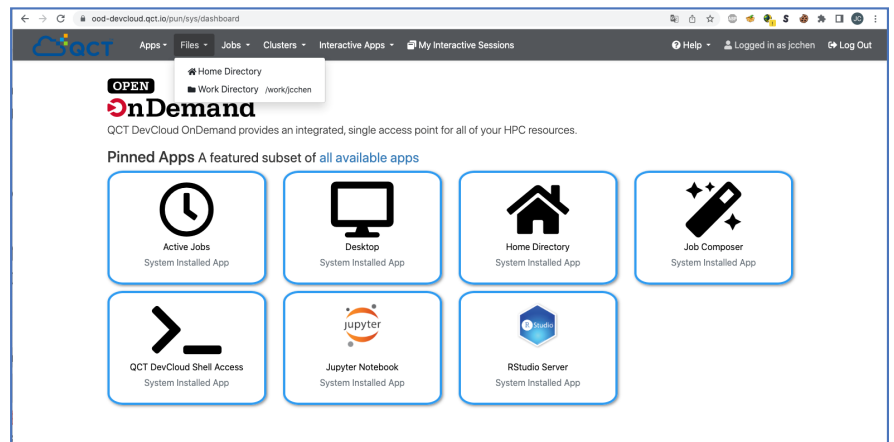 ood-devcloud.qct.io/pun/sys/dashboard
QCT Apps Files Jobs Clusters Interactive Apps My Interactive Sessions Help Logged in as jcchen Log Out
Home Directory
Work Directory /work/jcchen
OPEN
OnDemand
QCT DevCloud OnDemand provides an integrated, single access point for all of your HPC resources.
Pinned Apps A featured subset of all available apps
Active Jobs
System Installed App
Desktop
System Installed App
Home Directory
System Installed App
Job Composer
System Installed App
QCT DevCloud Shell Access
System Installed App
jupyter
Jupyter Notebook
System Installed App
R Studio
RStudio Server
System Installed App